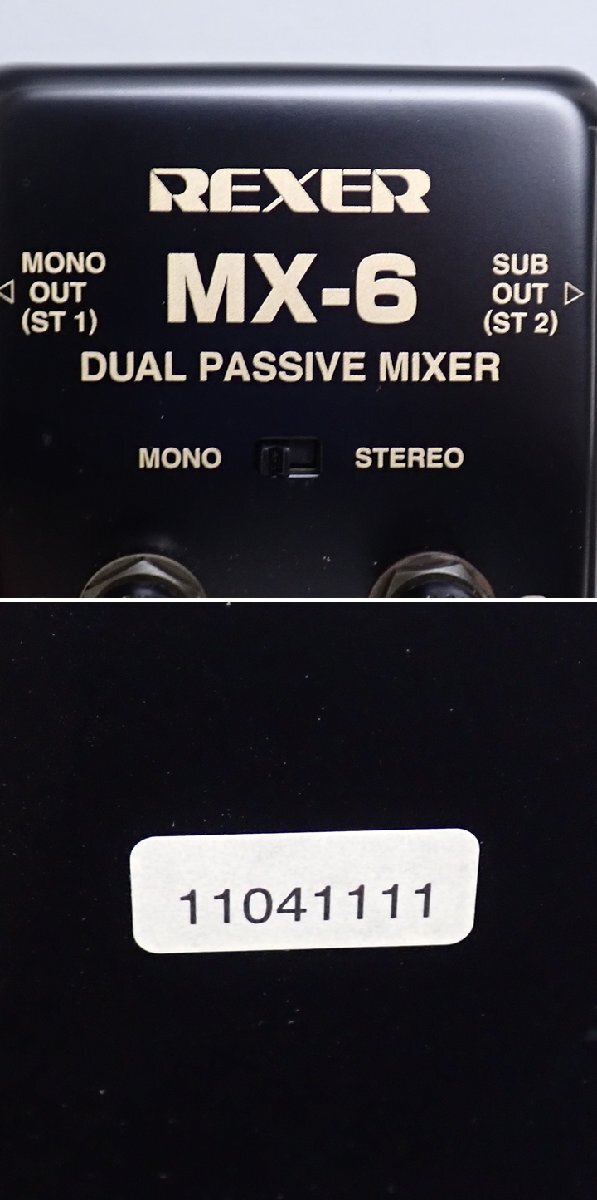 REXER
MONO
OUT
(ST 1)
MX-6
SUB
OUT
(ST 2)
DUAL PASSIVE MIXER
MONO
STEREO
11041111